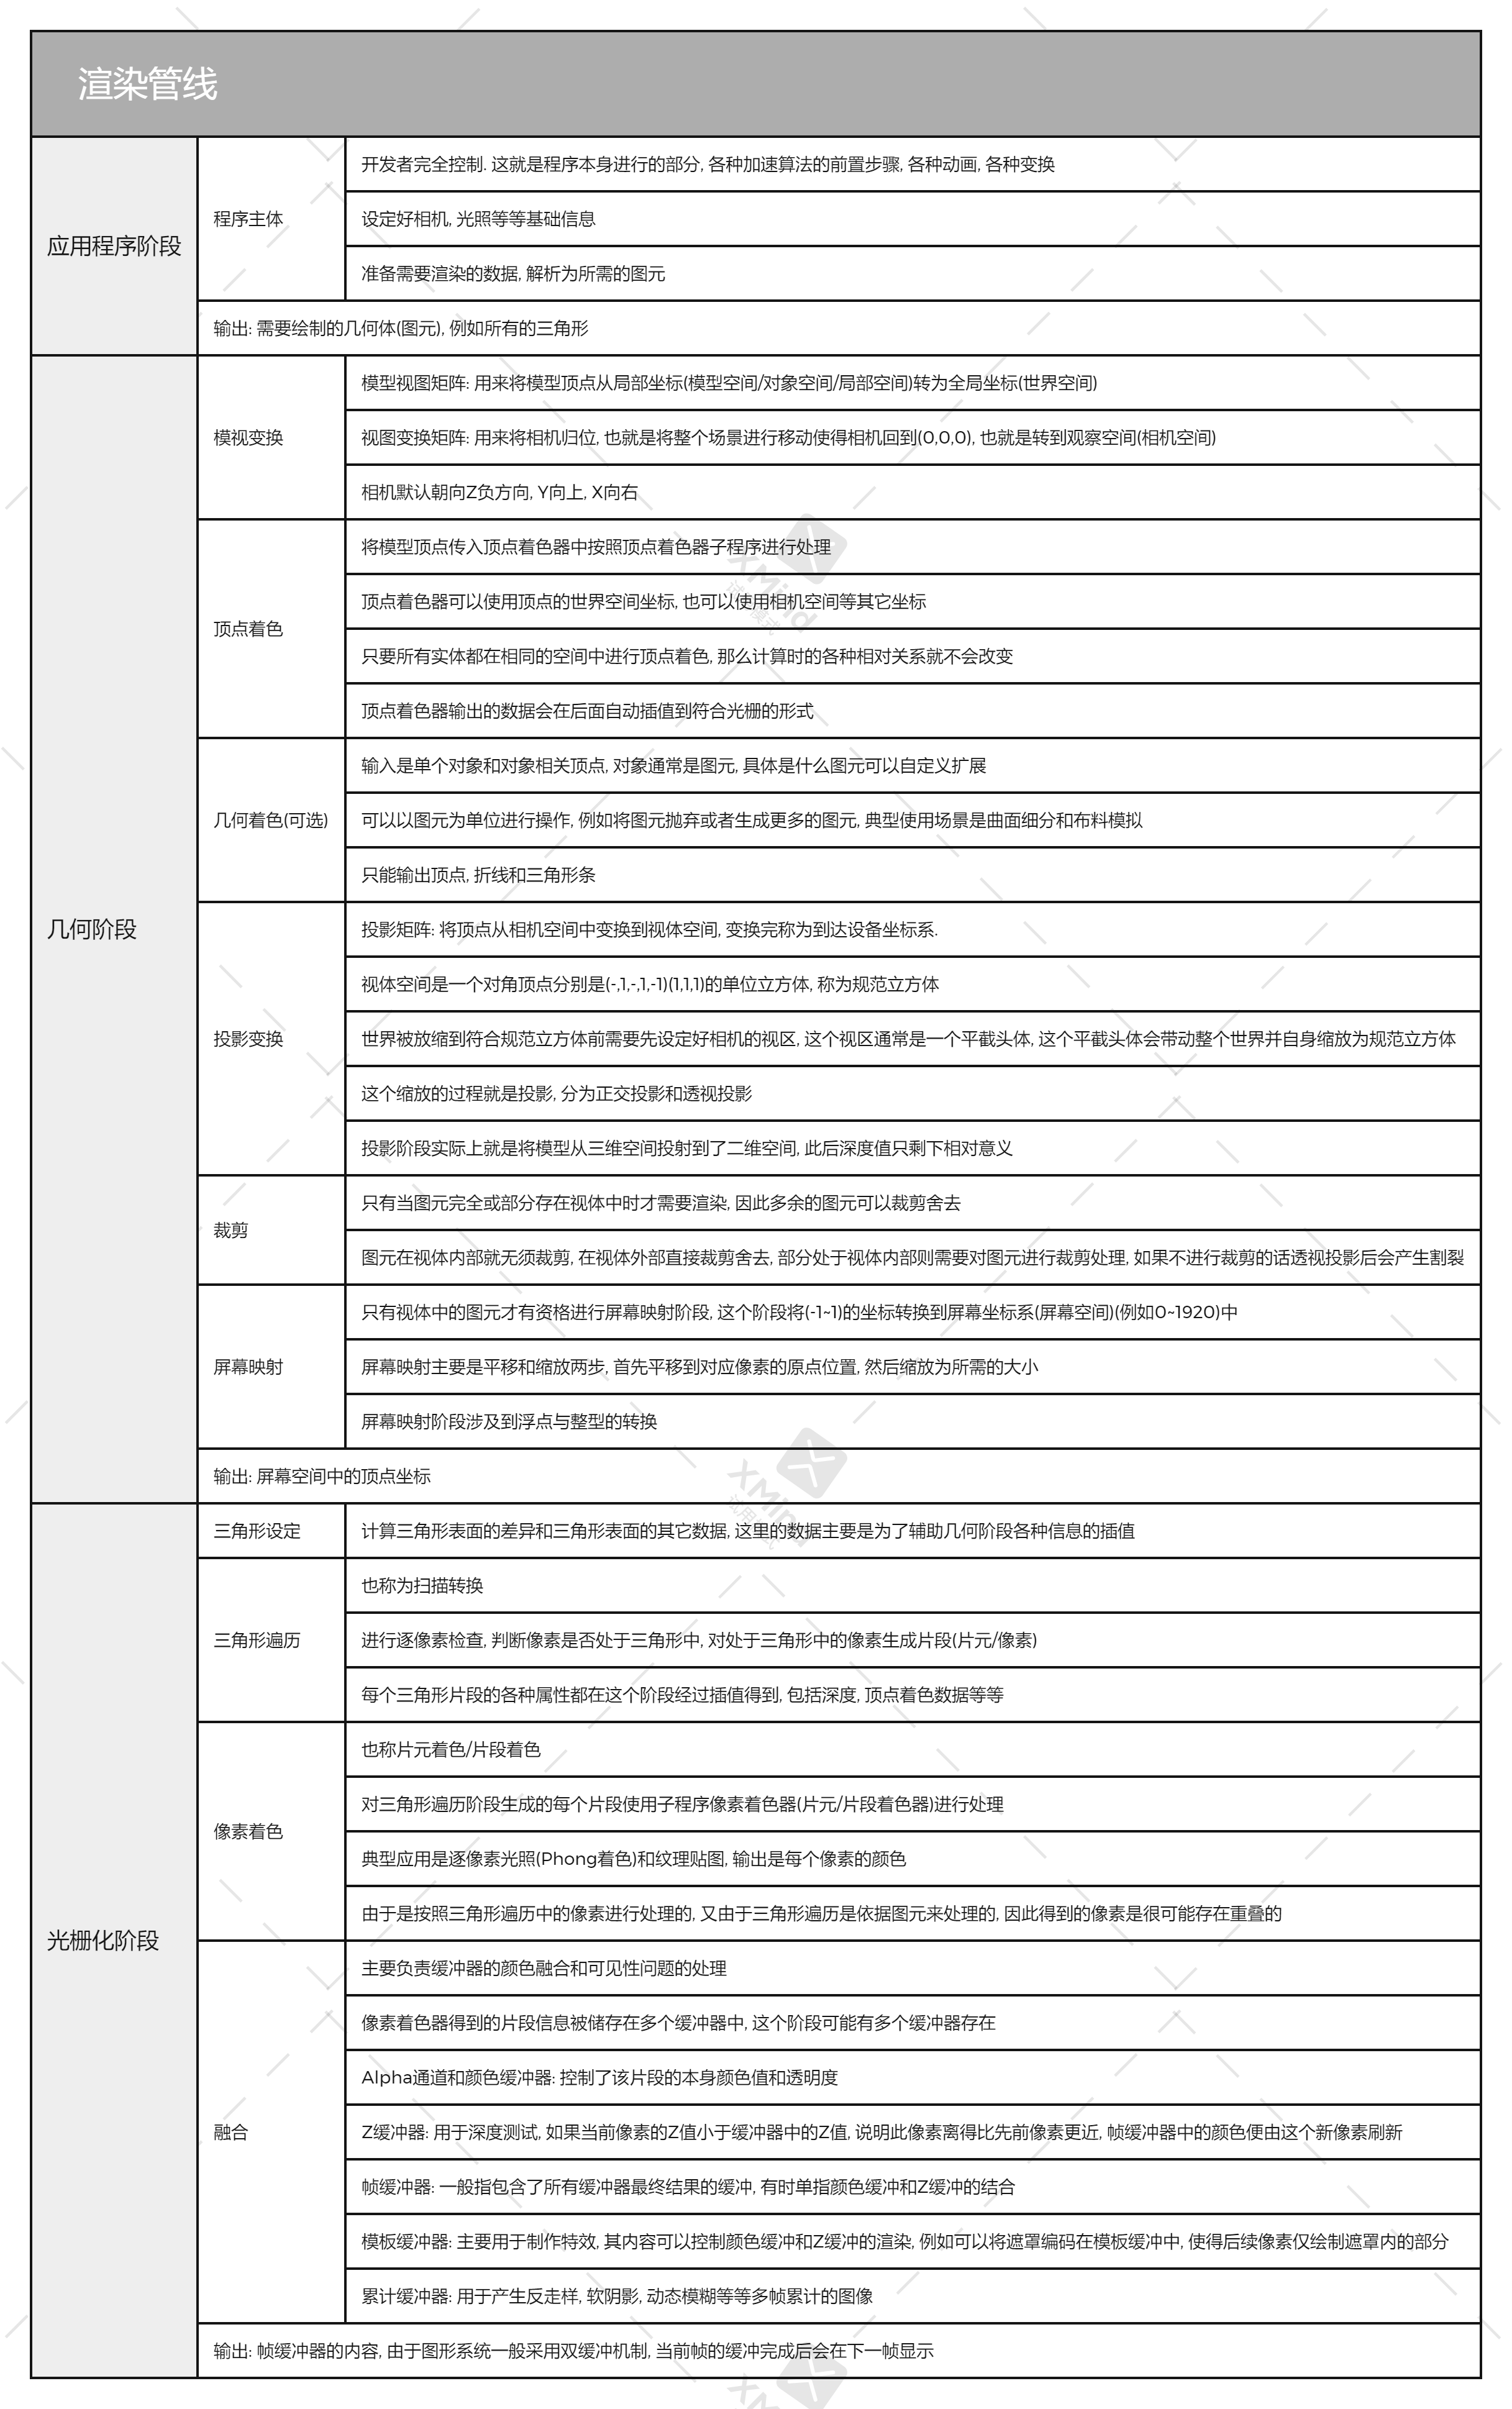 渲染管线
应用程序阶段
程序主体
开发者完全控制. 这就是程序本身进行的部分, 各种加速算法的前置步骤, 各种动画, 各种变换
设定好相机, 光照等等基础信息
准备需要渲染的数据, 解析为所需的图元
输出: 需要绘制的几何体(图元), 例如所有的三角形
几何阶段
模视变换
模型视图矩阵: 用来将模型顶点从局部坐标(模型空间/对象空间/局部空间)转为全局坐标(世界空间)
视图变换矩阵: 用来将相机归位, 也就是将整个场景进行移动使得相机回到(0,0,0), 也就是转到观察空间(相机空间)
相机默认朝向Z负方向, Y向上, X向右
顶点着色
将模型顶点传入顶点着色器中按照顶点着色器子程序进行处理
顶点着色器可以使用顶点的世界空间坐标, 也可以使用相机空间等其它坐标
只要所有实体都在相同的空间中进行顶点着色, 那么计算时的各种相对关系就不会改变
顶点着色器输出的数据会在后面自动插值到符合光栅的形式
几何着色(可选)
输入是单个对象和对象相关顶点, 对象通常是图元, 具体是什么图元可以自定义扩展
可以以图元为单位进行操作, 例如将图元抛弃或者生成更多的图元, 典型使用场景是曲面细分和布料模拟
只能输出顶点, 折线和三角形条
投影变换
投影矩阵: 将顶点从相机空间中变换到视体空间, 变换完称为到达设备坐标系.
视体空间是一个对角顶点分别是(-,1,-,1,-1)(1,1,1)的单位立方体, 称为规范立方体
世界被放缩到符合规范立方体前需要先设定好相机的视区, 这个视区通常是一个平截头体, 这个平截头体会带动整个世界并自身缩放为规范立方体
这个缩放的过程就是投影, 分为正交投影和透视投影
投影阶段实际上就是将模型从三维空间投射到了二维空间, 此后深度值只剩下相对意义
裁剪
只有当图元完全或部分存在视体中时才需要渲染, 因此多余的图元可以裁剪舍去
图元在视体内部就无须裁剪, 在视体外部直接裁剪舍去, 部分处于视体内部则需要对图元进行裁剪处理, 如果不进行裁剪的话透视投影后会产生割裂
屏幕映射
只有视体中的图元才有资格进行屏幕映射阶段, 这个阶段将(-1~1)的坐标转换到屏幕坐标系(屏幕空间)(例如0~1920)中
屏幕映射主要是平移和缩放两步, 首先平移到对应像素的原点位置, 然后缩放为所需的大小
屏幕映射阶段涉及到浮点与整型的转换
输出: 屏幕空间中的顶点坐标
光栅化阶段
三角形设定
计算三角形表面的差异和三角形表面的其它数据, 这里的数据主要是为了辅助几何阶段各种信息的插值
三角形遍历
也称为扫描转换
进行逐像素检查, 判断像素是否处于三角形中, 对处于三角形中的像素生成片段(片元/像素)
每个三角形片段的各种属性都在这个阶段经过插值得到, 包括深度, 顶点着色数据等等
像素着色
也称片元着色/片段着色
对三角形遍历阶段生成的每个片段使用子程序像素着色器(片元/片段着色器)进行处理
典型应用是逐像素光照(Phong着色)和纹理贴图, 输出是每个像素的颜色
由于是按照三角形遍历中的像素进行处理的, 又由于三角形遍历是依据图元来处理的, 因此得到的像素是很可能存在重叠的
融合
主要负责缓冲器的颜色融合和可见性问题的处理
像素着色器得到的片段信息被储存在多个缓冲器中, 这个阶段可能有多个缓冲器存在
Alpha通道和颜色缓冲器: 控制了该片段的本身颜色值和透明度
Z缓冲器: 用于深度测试, 如果当前像素的Z值小于缓冲器中的Z值, 说明此像素离得比先前像素更近, 帧缓冲器中的颜色便由这个新像素刷新
帧缓冲器: 一般指包含了所有缓冲器最终结果的缓冲, 有时单指颜色缓冲和Z缓冲的结合
模板缓冲器: 主要用于制作特效, 其内容可以控制颜色缓冲和Z缓冲的渲染, 例如可以将遮罩编码在模板缓冲中, 使得后续像素仅绘制遮罩内的部分
累计缓冲器: 用于产生反走样, 软阴影, 动态模糊等等多帧累计的图像
输出: 帧缓冲器的内容, 由于图形系统一般采用双缓冲机制, 当前帧的缓冲完成后会在下一帧显示
XMind
试用模式
XMind
试用模式